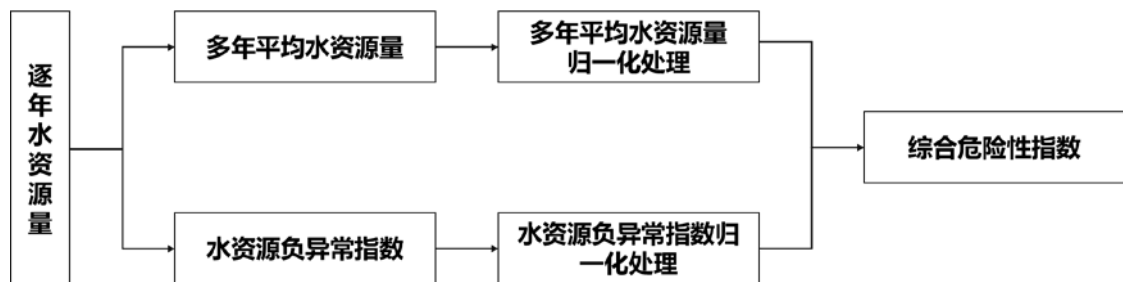 逐年水资源量
多年平均水资源量
多年平均水资源量
归一化处理
综合危险性指数
水资源负异常指数
水资源负异常指数归
一化处理